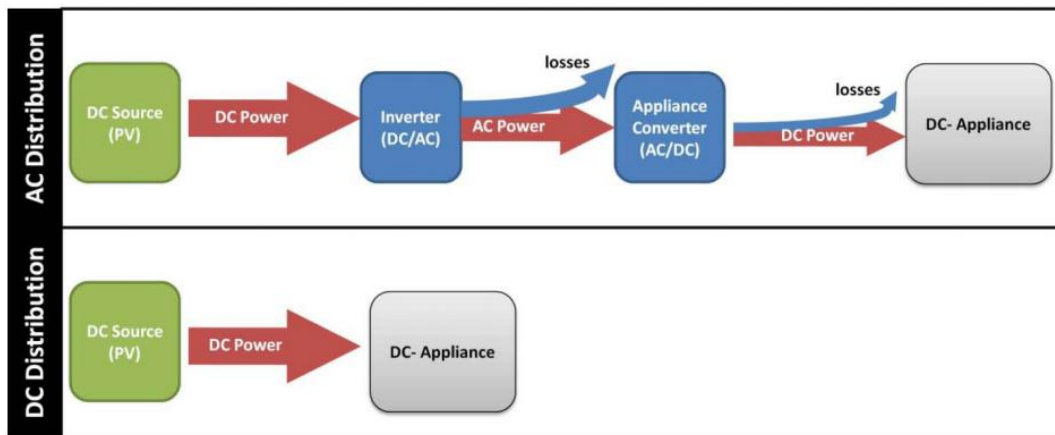 AC Distribution
DC Source
(PV)
DC Power
Inverter
(DC/AC)
losses
AC Power
Appliance
Converter
(AC/DC)
losses
DC Power
DC- Appliance
DC Distribution
DC Source
(PV)
DC Power
DC- Appliance